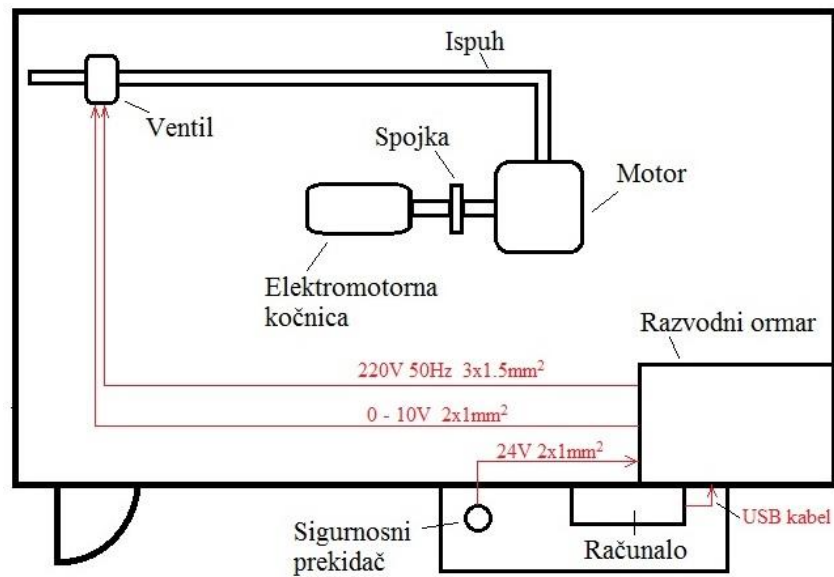 Ispuh
Ventil
Spojka
Motor
Elektromotorna
kočnica
Razvodni ormar
220V 50Hz 3x1.5mm²
0 - 10V 2x1mm²
24V 2x1mm²
Sigurnosni
prekidač
Računalo
USB kabel